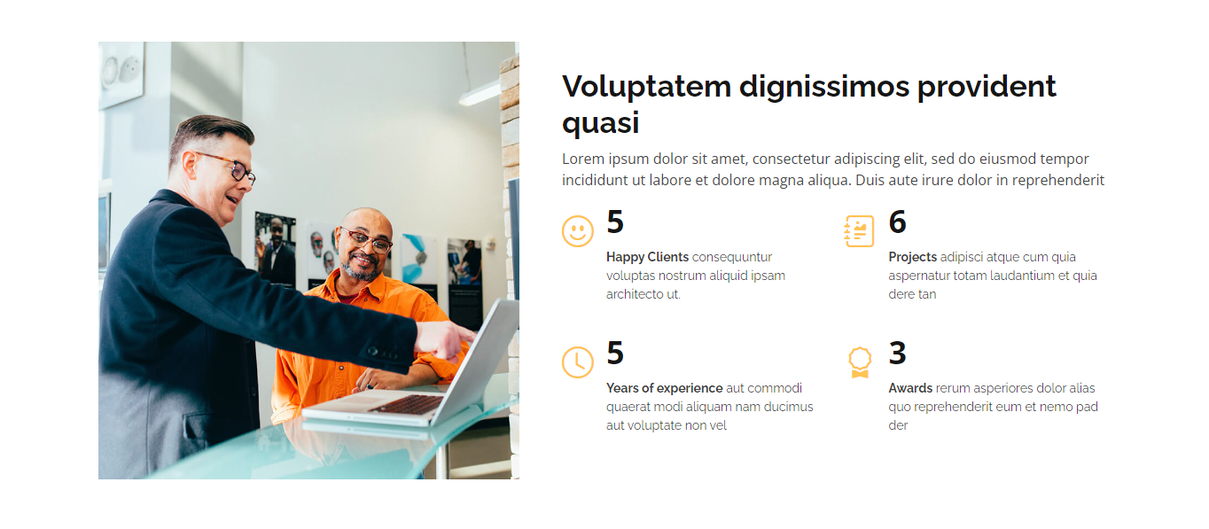 Voluptatem dignissimos provident
quasi
Lorem ipsum dolor sit amet, consectetur adipiscing elit, sed do eiusmod tempor
incididunt ut labore et dolore magna aliqua. Duis aute irure dolor in reprehenderit
5
Happy Clients consequuntur
voluptas nostrum aliquid ipsam
architecto ut.
6
Projects adipisci atque cum quia
aspernatur totam laudantium et quia
dere tan
5
Years of experience aut commodi
quaerat modi aliquam nam ducimus
aut voluptate non vel
3
Awards rerum asperiores dolor alias
quo reprehenderit eum et nemo pad
der